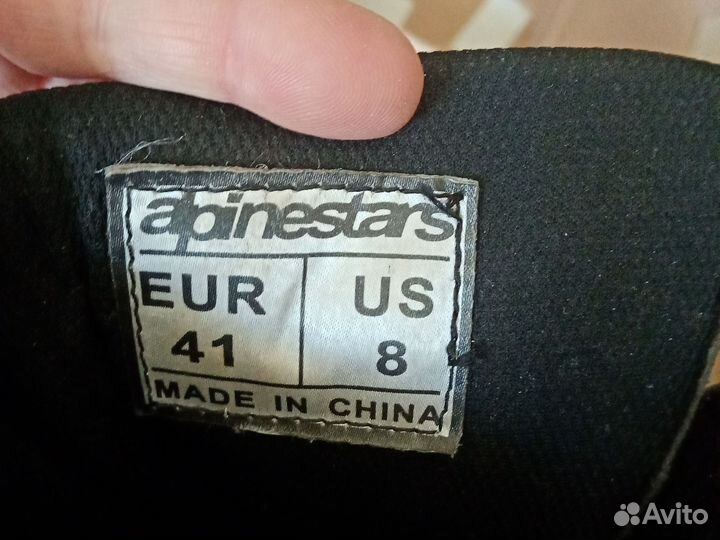 alpinestars
EUR US
41 8
MADE IN CHINA
Avito